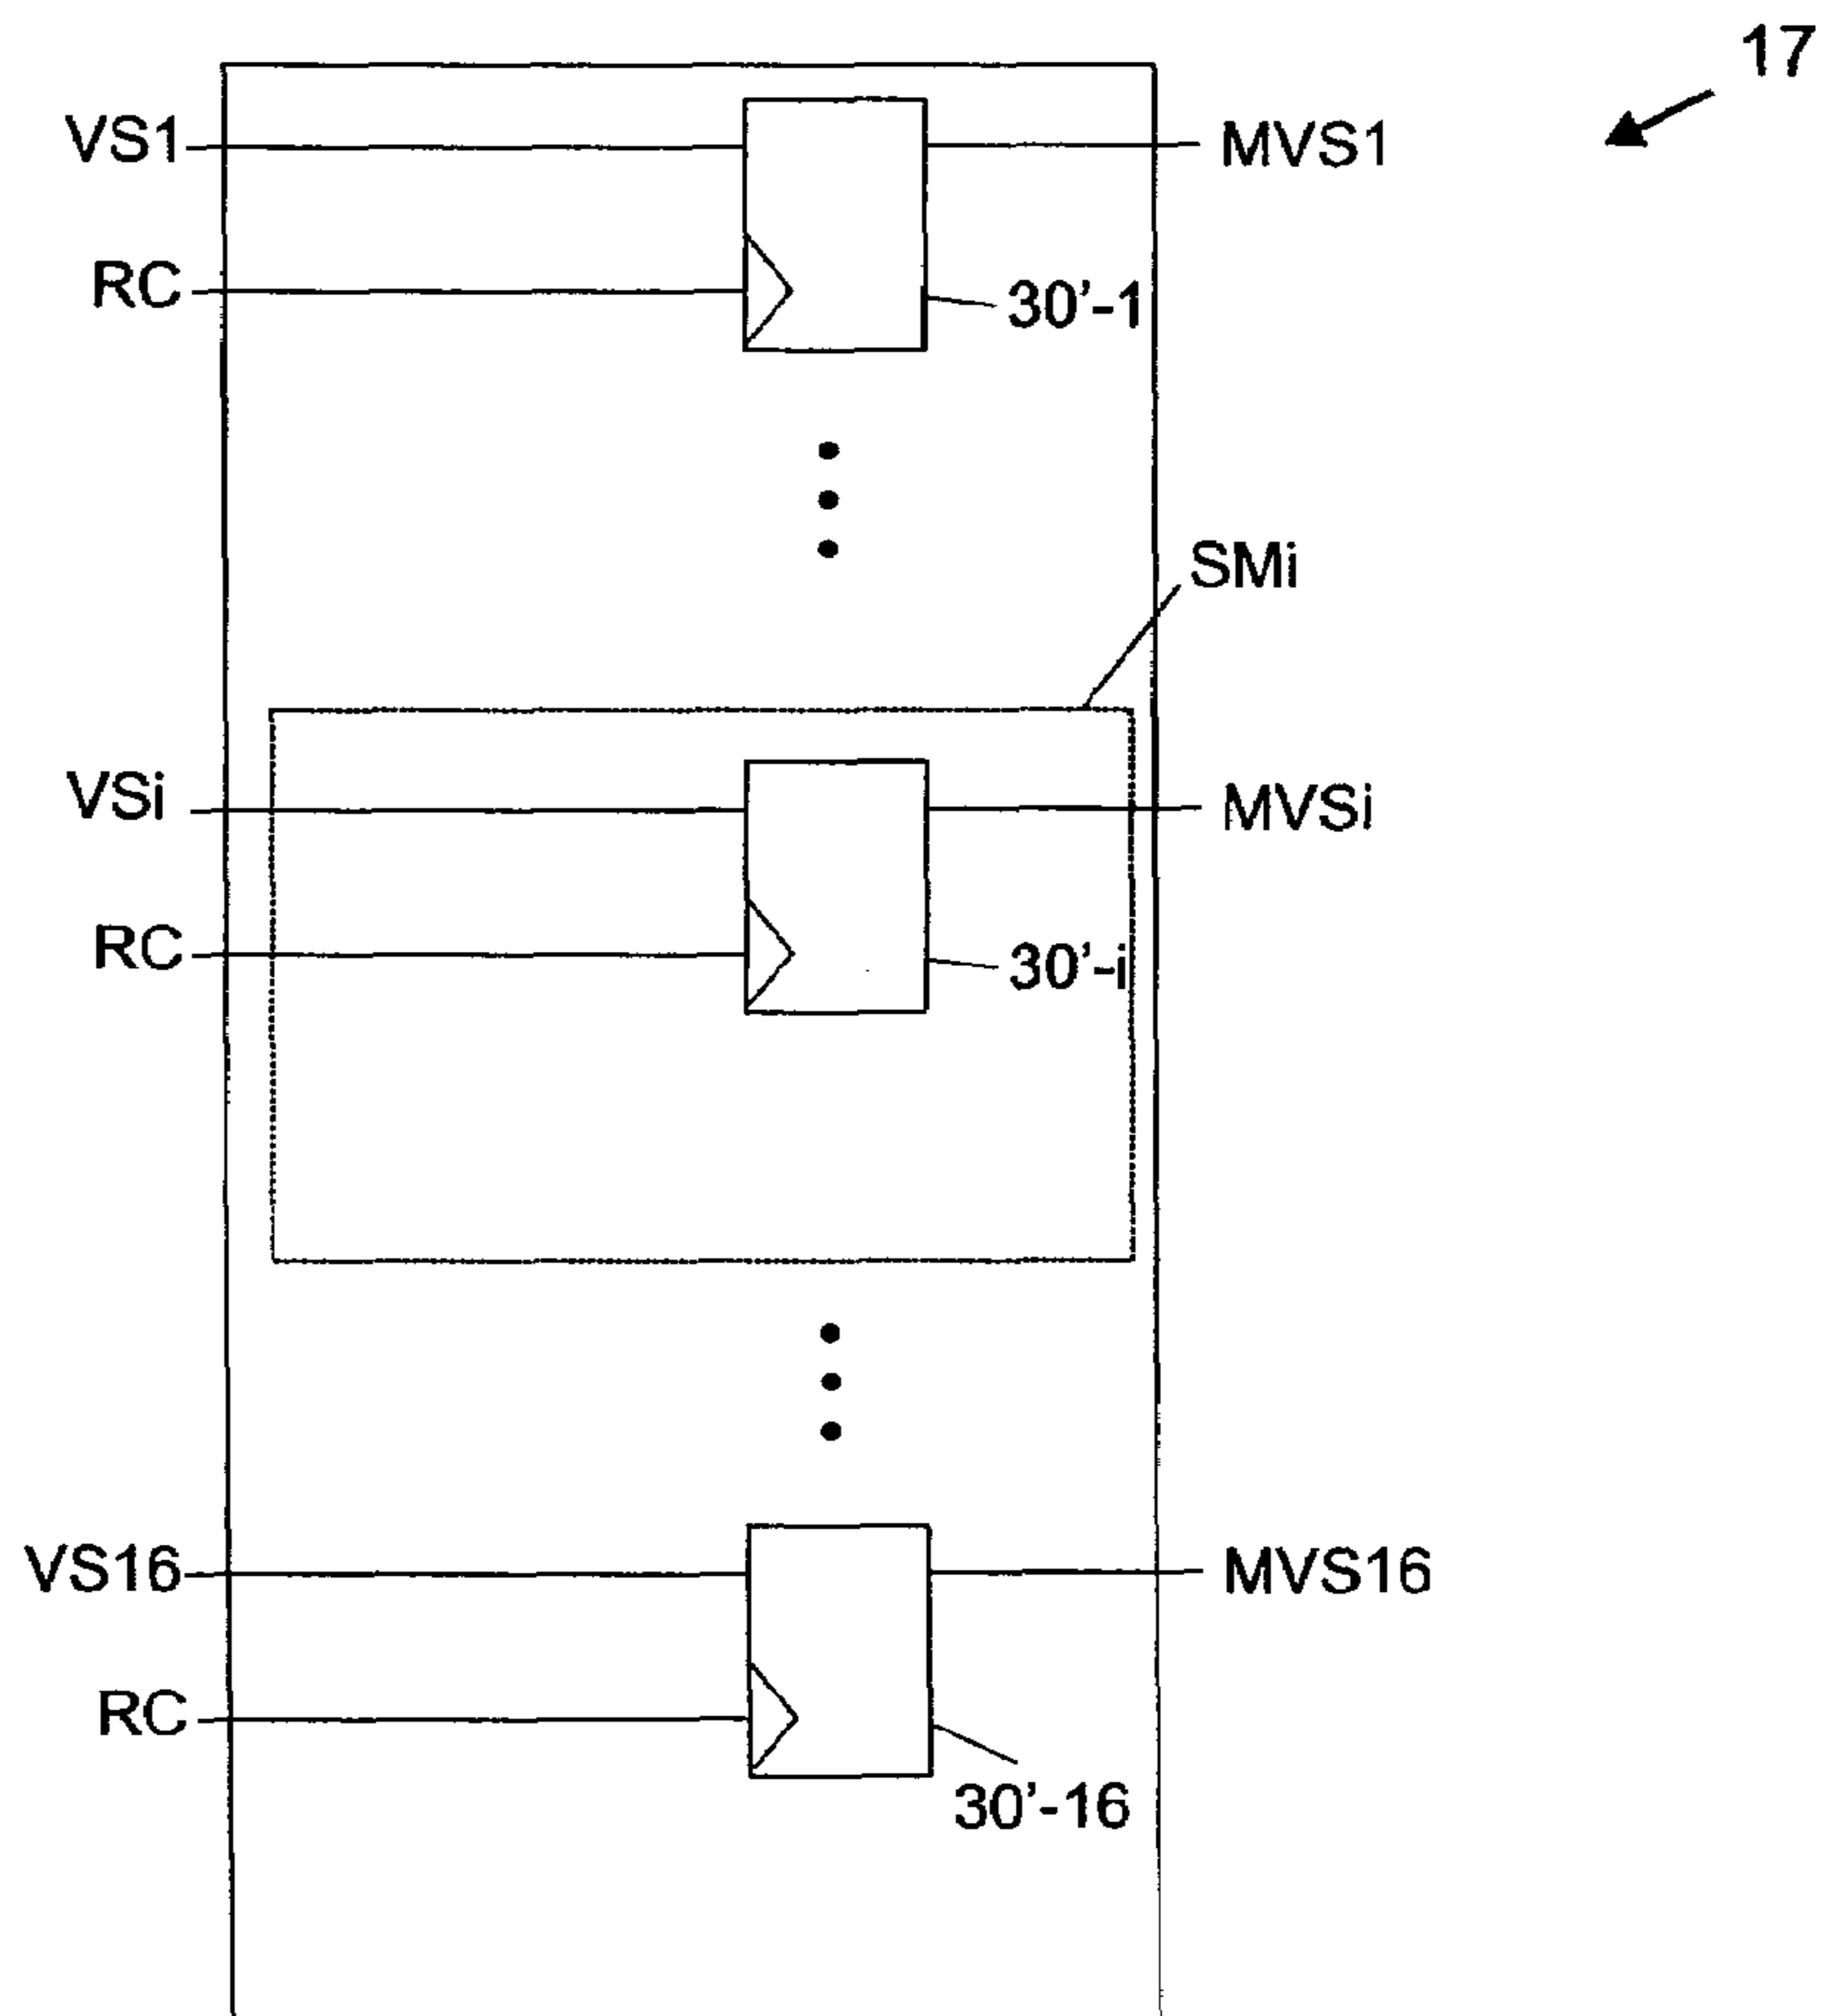 17
VS1
MVS1
RC
30'-1
SMi
VSi
MVSi
RC
30'-i
VS16
MVS16
RC
30'-16